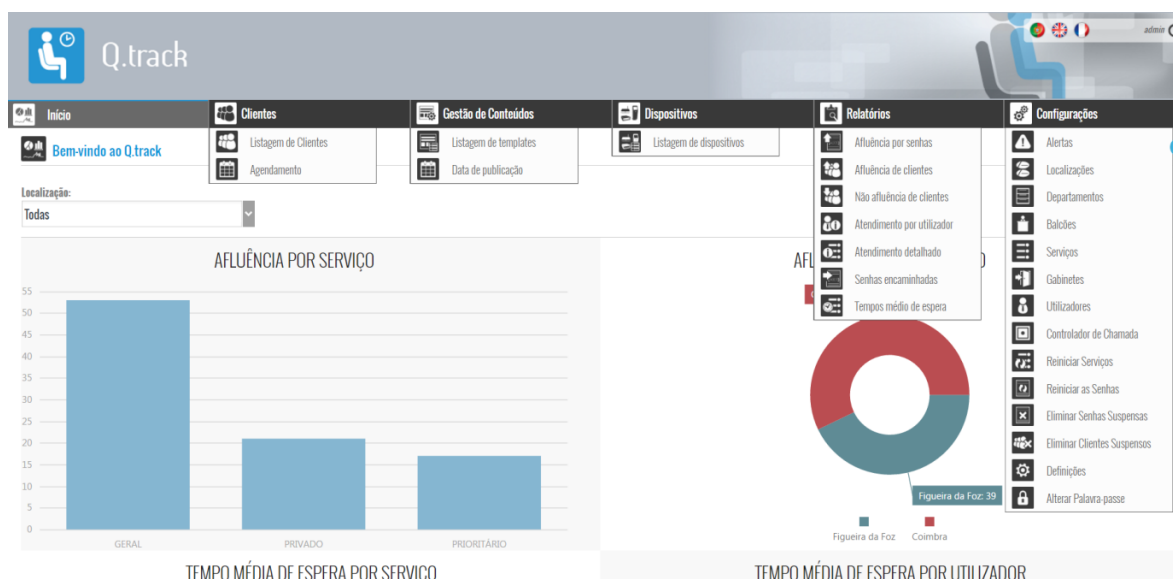 Q.track
admin
Início
Clientes
Gestão de Conteúdos
Dispositivos
Relatórios
Configurações
Bem-vindo ao Q.track
Listagem de Clientes
Agendamento
Listagem de templates
Data de publicação
Listagem de dispositivos
Afluência por senhas
Afluência de clientes
Não afluência de clientes
Atendimento por utilizador
Atendimento detalhado
Senhas encaminhadas
Tempos médio de espera
Alertas
Localizações
Departamentos
Balcões
Serviços
Gabinetes
Utilizadores
Controlador de Chamada
Reiniciar Serviços
Reiniciar as Senhas
Eliminar Senhas Suspensas
Eliminar Clientes Suspensos
Definições
Alterar Palavra-passe
Localização:
Todas
AFLUÊNCIA POR SERVIÇO
55
50
45
40
35
30
25
20
15
10
5
0
GERAL
PRIVADO
PRIORITÁRIO
AFL
Figueira da Foz: 39
Figueira da Foz
Coimbra
TEMPO MÉDIA DE ESPERA POR SERVIÇO
TEMPO MÉDIA DE ESPERA POR UTILIZADOR